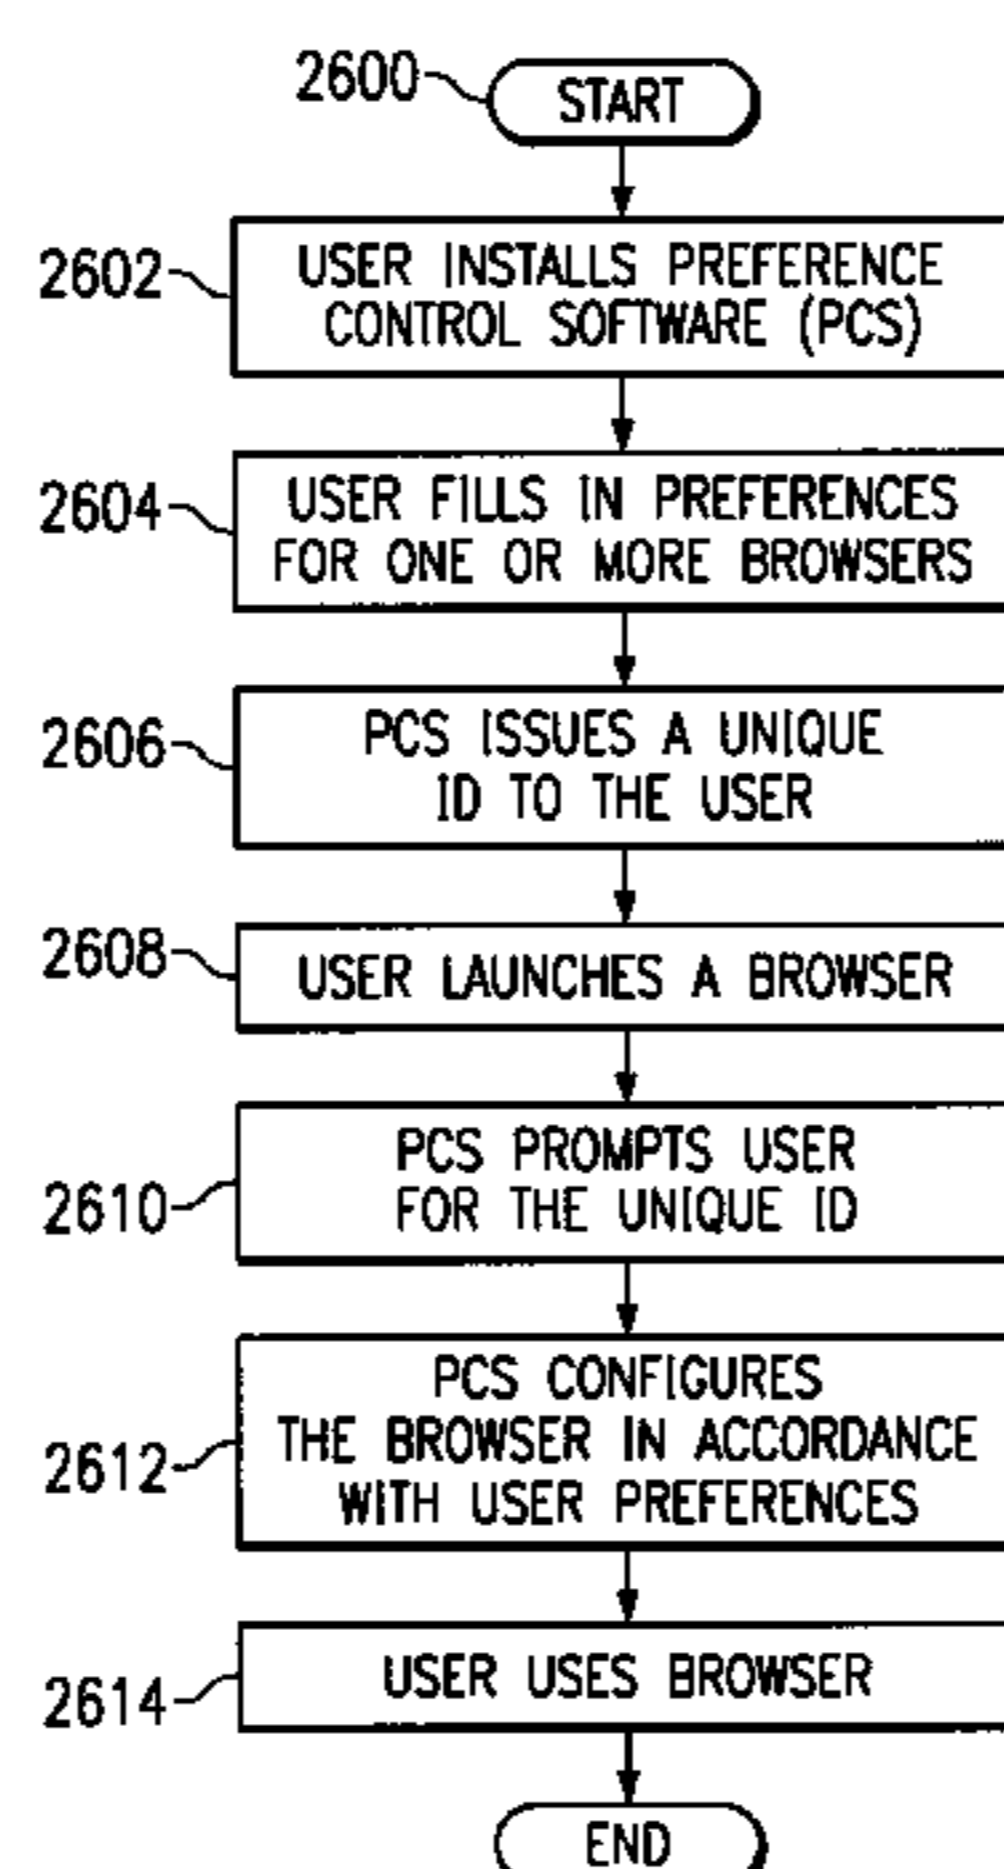 2600
START
2602
USER INSTALLS PREFERENCE
CONTROL SOFTWARE (PCS)
2604
USER FILLS IN PREFERENCES
FOR ONE OR MORE BROWSERS
2606
PCS ISSUES A UNIQUE
ID TO THE USER
2608
USER LAUNCHES A BROWSER
2610
PCS PROMPTS USER
FOR THE UNIQUE ID
2612
PCS CONFIGURES
THE BROWSER IN ACCORDANCE
WITH USER PREFERENCES
2614
USER USES BROWSER
END